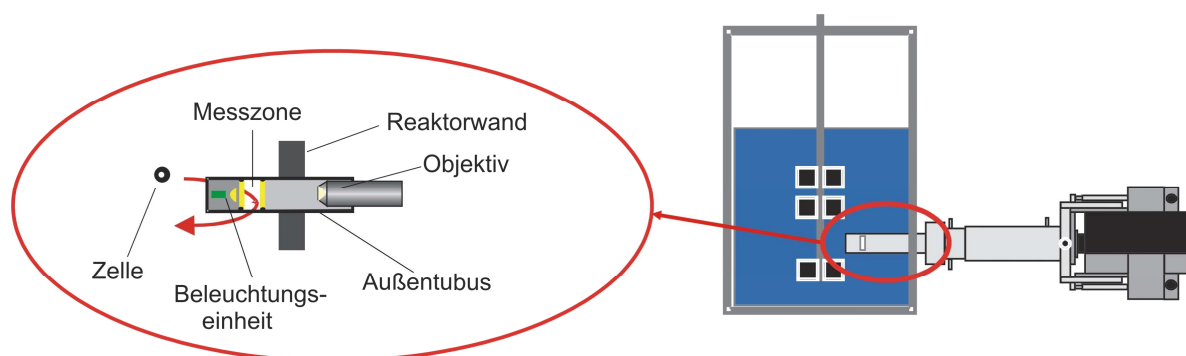 Messzone
Reaktorwand
Objektiv
Zelle
Beleuchtungs-
einheit
Außentubus